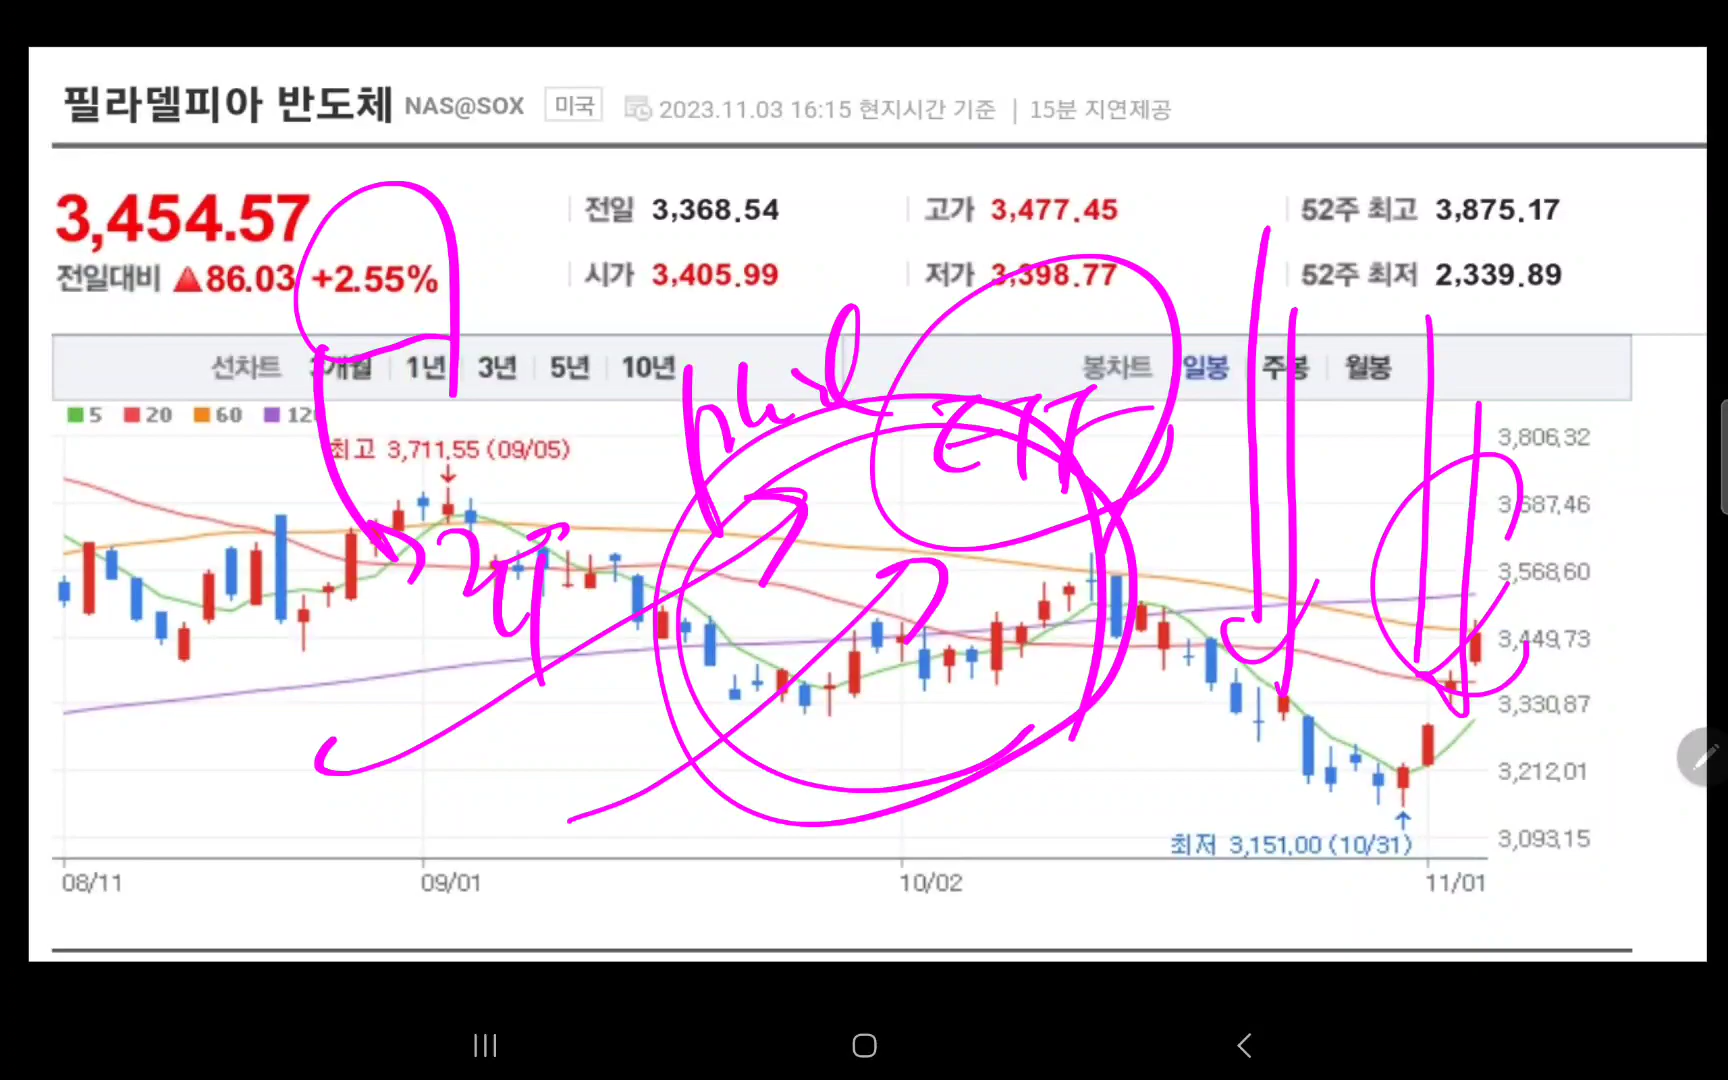 필라델피아 반도체 NAS@SOX 미국 2023.11.03 16:15 현지시간 기준 | 15분 지연제공
3,454.57
전일대비 ▲86.03 +2.55%
전일 3,368.54 고가 3,477.45 52주 최고 3,875.17
시가 3,405.99 저가 3,398.77 52주 최저 2,339.89
선차트 3개월 1년 3년 5년 10년 봉차트 일봉 주봉 월봉
5 20 60
최고 3,711.55 (09/05)
3,806.32
3,687.46
3,568.60
3,449.73
3,330.87
3,212.01
3,093.15
최저 3,151.00 (10/31)
08/11 09/01 10/02 11/01